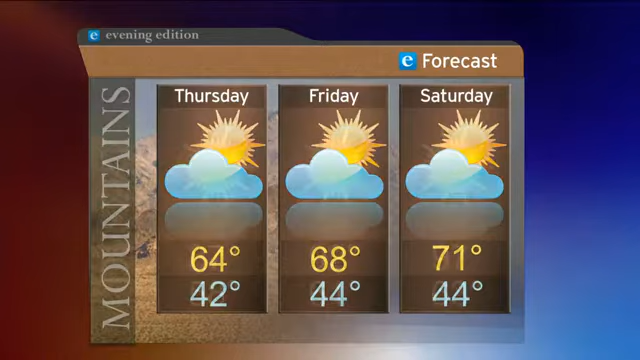 e evening edition
e Forecast
MOUNTAINS
Thursday Friday Saturday
64° 68° 71°
42° 44° 44°